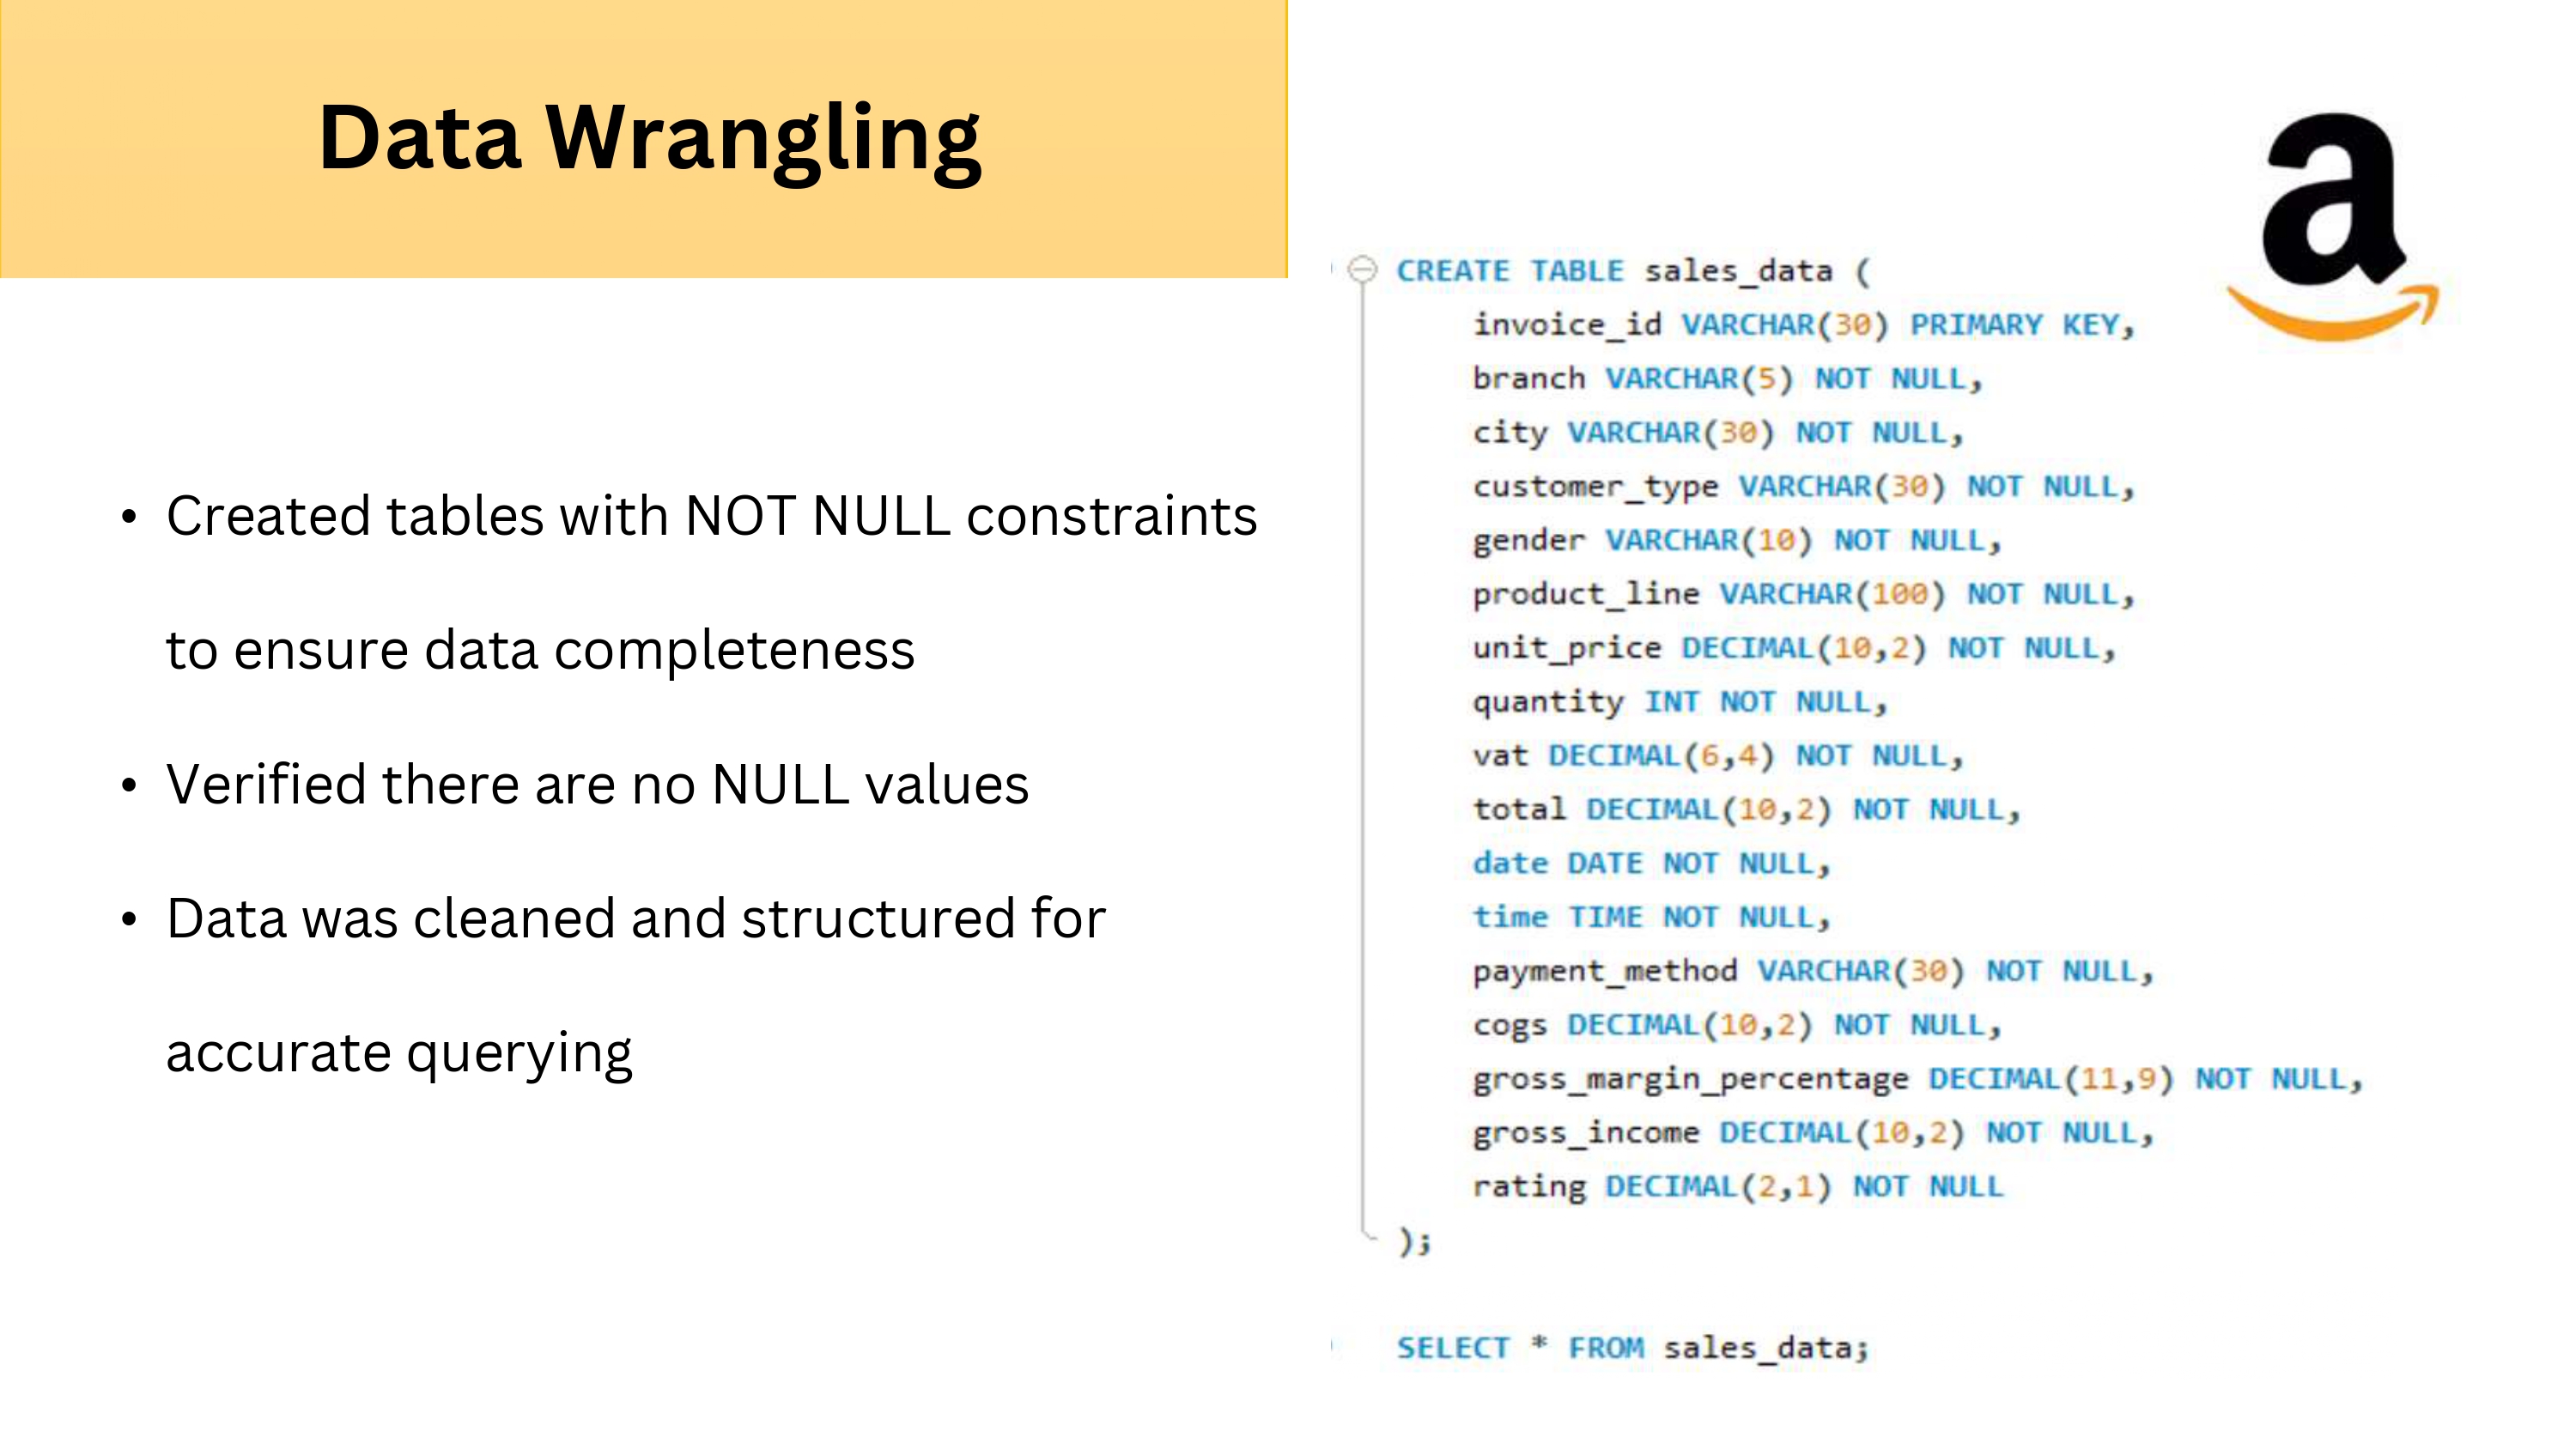 Data Wrangling
• Created tables with NOT NULL constraints
to ensure data completeness
• Verified there are no NULL values
• Data was cleaned and structured for
accurate querying
a
CREATE TABLE sales_data (
invoice_id VARCHAR(30) PRIMARY KEY,
branch VARCHAR(5) NOT NULL,
city VARCHAR(30) NOT NULL,
customer_type VARCHAR(30) NOT NULL,
gender VARCHAR(10) NOT NULL,
product_line VARCHAR(100) NOT NULL,
unit_price DECIMAL(10,2) NOT NULL,
quantity INT NOT NULL,
vat DECIMAL(6,4) NOT NULL,
total DECIMAL(10,2) NOT NULL,
date DATE NOT NULL,
time TIME NOT NULL,
payment_method VARCHAR(30) NOT NULL,
cogs DECIMAL(10,2) NOT NULL,
gross_margin_percentage DECIMAL(11,9) NOT NULL,
gross_income DECIMAL(10,2) NOT NULL,
rating DECIMAL(2,1) NOT NULL
);
SELECT * FROM sales_data;